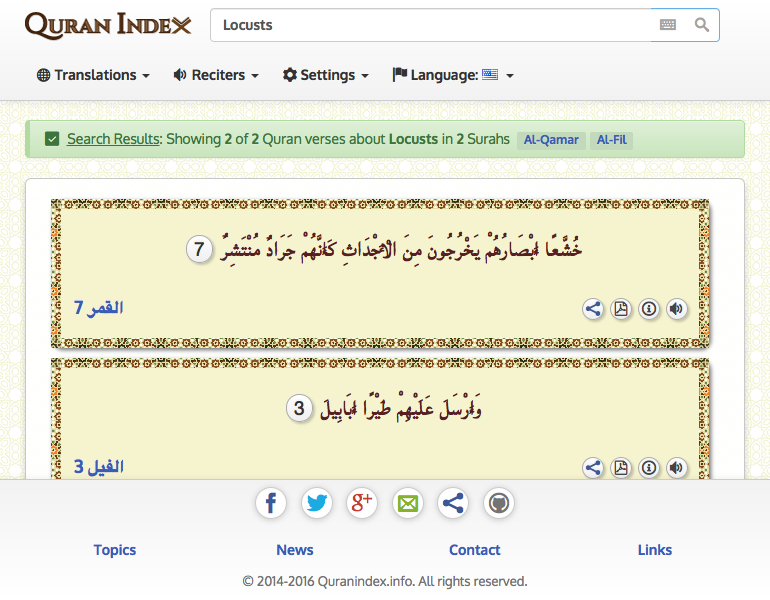 QURAN INDEX
Locusts
Translations Reciters Settings Language:
Search Results: Showing 2 of 2 Quran verses about Locusts in 2 Surahs Al-Qamar Al-Fil
خُشَّعًا أَبْصَارُهُمْ يَخْرُجُونَ مِنَ الْأَجْدَاثِ كَأَنَّهُمْ جَرَادٌ مُنْتَشِرٌ 7
القمر 7
وَأَرْسَلَ عَلَيْهِمْ طَيْرًا أَبَابِيلَ 3
الفيل 3
Topics News Contact Links
© 2014-2016 Quranindex.info. All rights reserved.